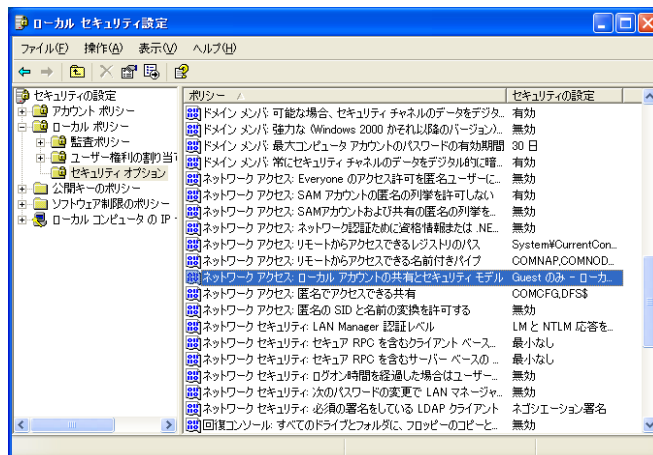 ローカル セキュリティ設定
ファイル(F) 操作(A) 表示(V) ヘルプ(H)
セキュリティの設定
アカウント ポリシー
ローカル ポリシー
監査ポリシー
ユーザー権利の割り当て
セキュリティ オプション
公開キーのポリシー
ソフトウェア制限のポリシー
ローカル コンピュータ の IP
ポリシー セキュリティの設定
ドメイン メンバ: 可能な場合、セキュリティ チャネルのデータをデジタ... 有効
ドメイン メンバ: 強力な (Windows 2000 かそれ以降のバージョン)... 無効
ドメイン メンバ: 最大コンピュータ アカウントのパスワードの有効期間 30 日
ドメイン メンバ: 常にセキュリティ チャネルのデータをデジタル的に暗... 有効
ネットワーク アクセス: Everyone のアクセス許可を匿名ユーザーに... 無効
ネットワーク アクセス: SAM アカウントの匿名の列挙を許可しない 有効
ネットワーク アクセス: SAMアカウントおよび共有の匿名の列挙を... 無効
ネットワーク アクセス: ネットワーク認証ために資格情報または .NE... 無効
ネットワーク アクセス: リモートからアクセスできるレジストリのパス System¥CurrentCon...
ネットワーク アクセス: リモートからアクセスできる名前付きパイプ COMNAP,COMNOD...
ネットワーク アクセス: ローカル アカウントの共有とセキュリティ モデル Guest のみ - ローカ...
ネットワーク アクセス: 匿名でアクセスできる共有 COMCFG,DFS$
ネットワーク アクセス: 匿名の SID と名前の変換を許可する 無効
ネットワーク セキュリティ: LAN Manager 認証レベル LM と NTLM 応答を...
ネットワーク セキュリティ: セキュア RPC を含むクライアント ベース... 最小なし
ネットワーク セキュリティ: セキュア RPC を含むサーバー ベースの ... 最小なし
ネットワーク セキュリティ: ログオン時間を経過した場合はユーザー... 無効
ネットワーク セキュリティ: 次のパスワードの変更で LAN マネージャ... 無効
ネットワーク セキュリティ: 必須の署名をしている LDAP クライアント ネゴシエーション署名
回復コンソール: すべてのドライブとフォルダに、フロッピーのコピーと... 無効